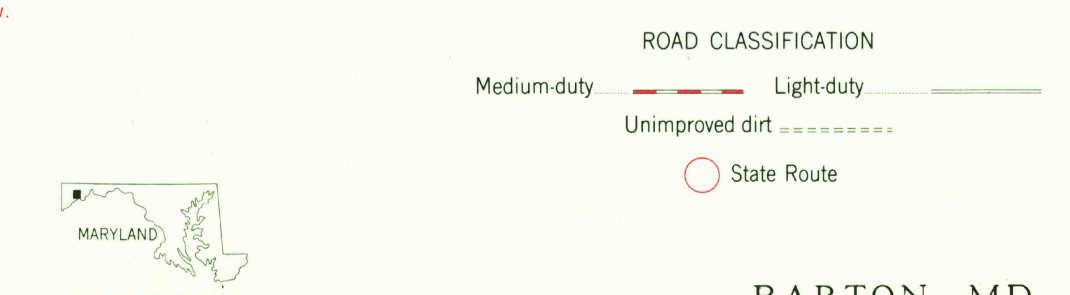 ROAD CLASSIFICATION
Medium-duty Light-duty
Unimproved dirt
State Route
MARYLAND
BARTON, MD.